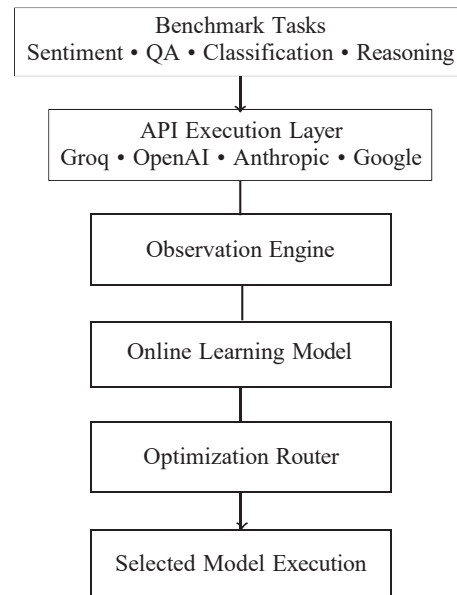 Benchmark Tasks
Sentiment • QA • Classification • Reasoning
API Execution Layer
Groq • OpenAI • Anthropic • Google
Observation Engine
Online Learning Model
Optimization Router
Selected Model Execution